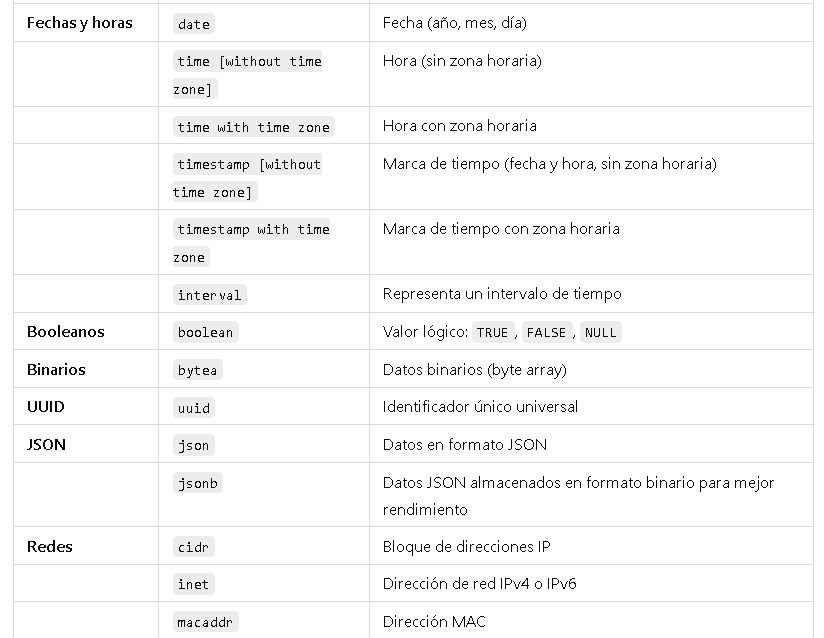 Fechas y horas date Fecha (año, mes, día)
time [without time Hora (sin zona horaria)
zone]
time with time zone Hora con zona horaria
timestamp [without Marca de tiempo (fecha y hora, sin zona horaria)
time zone]
timestamp with time Marca de tiempo con zona horaria
zone
interval Representa un intervalo de tiempo
Booleanos boolean Valor lógico: TRUE, FALSE, NULL
Binarios bytea Datos binarios (byte array)
UUID uuid Identificador único universal
JSON json Datos en formato JSON
jsonb Datos JSON almacenados en formato binario para mejor
rendimiento
Redes cidr Bloque de direcciones IP
inet Dirección de red IPv4 o IPv6
macaddr Dirección MAC